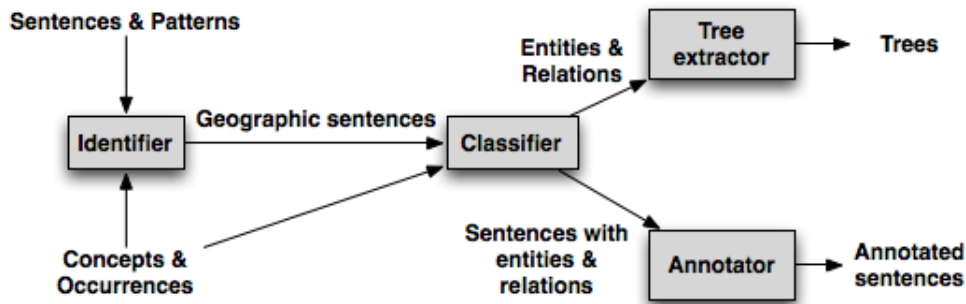 Sentences & Patterns
Identifier
Concepts &
Occurrences
Geographic sentences
Classifier
Entities &
Relations
Tree
extractor
Trees
Sentences with
entities &
relations
Annotator
Annotated
sentences